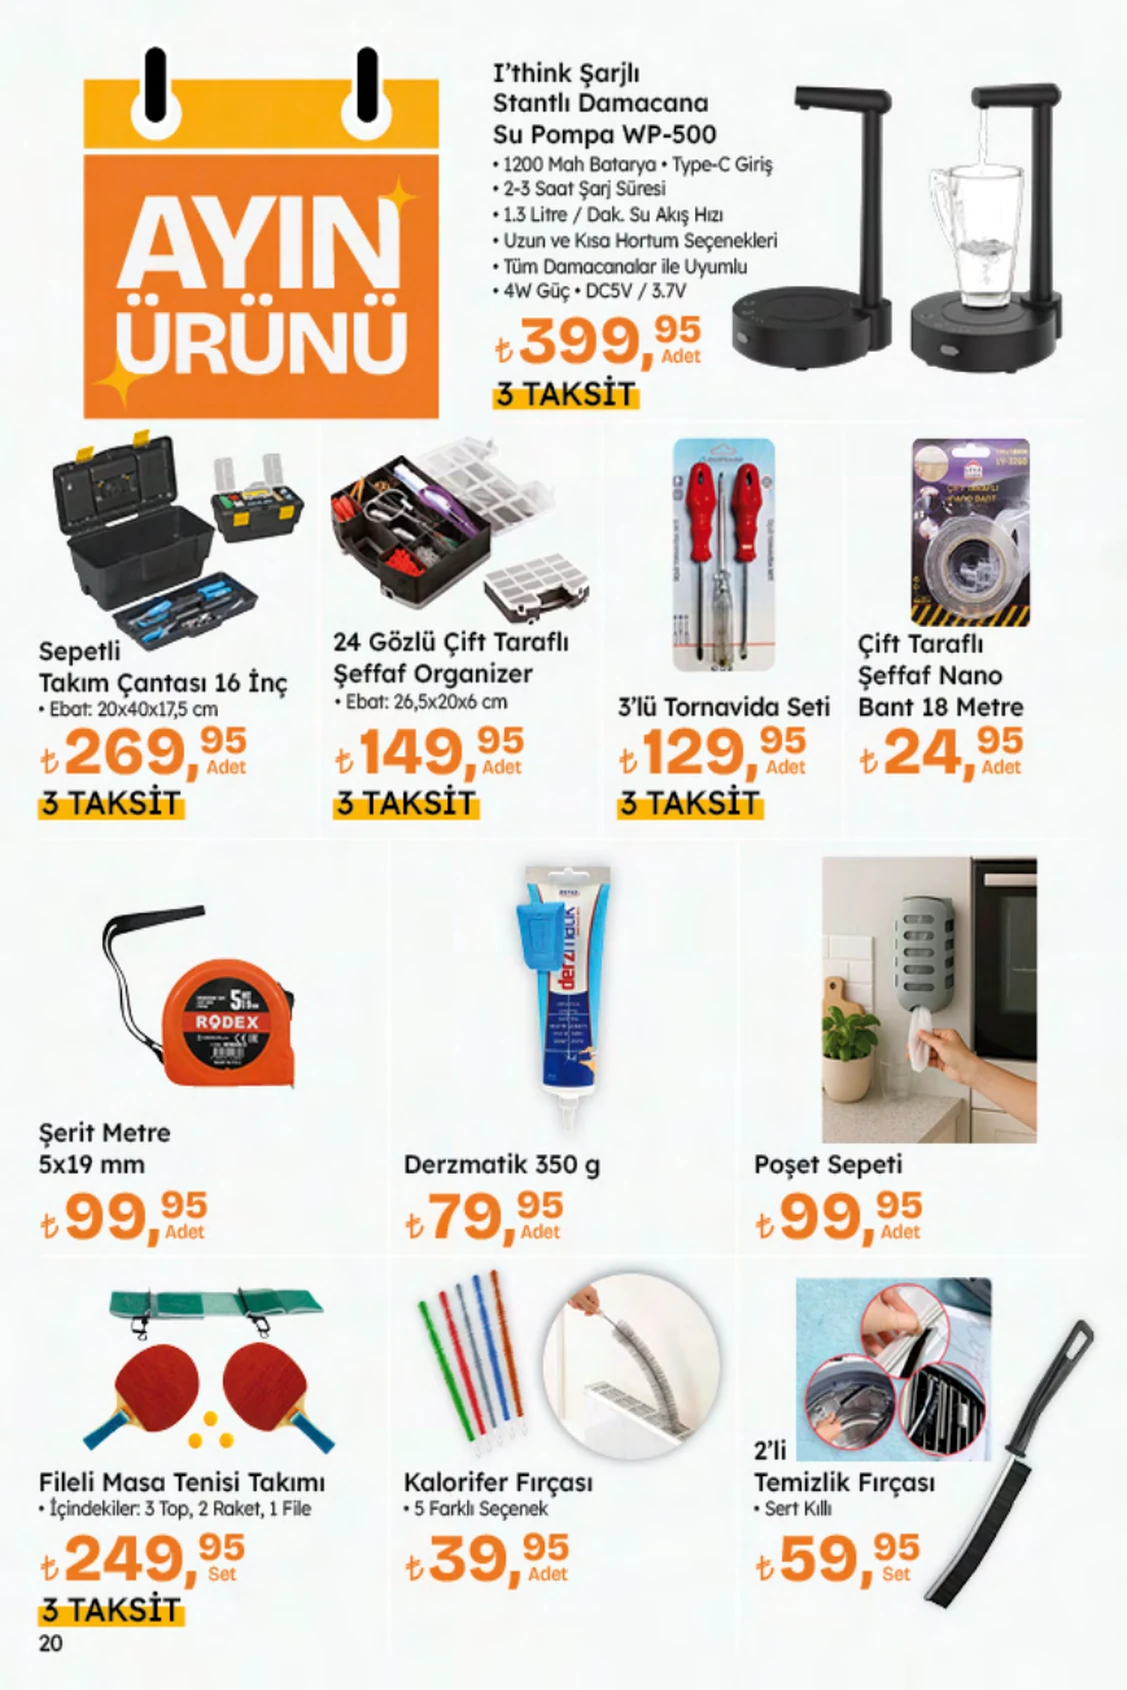 AYIN
ÜRÜNÜ
I'think Şarjlı
Stantlı Damacana
Su Pompa WP-500
• 1200 Mah Batarya • Type-C Giriş
• 2-3 Saat Şarj Süresi
• 1.3 Litre / Dak. Su Akış Hızı
• Uzun ve Kısa Hortum Seçenekleri
• Tüm Damacanalar ile Uyumlu
• 4W Güç • DC5V / 3.7V
₺399,95
Adet
3 TAKSİT
Sepetli
Takım Çantası 16 İnç
• Ebat: 20x40x17,5 cm
₺269,95
Adet
3 TAKSİT
24 Gözlü Çift Taraflı
Şeffaf Organizer
• Ebat: 26,5x20x6 cm
₺149,95
Adet
3 TAKSİT
3'lü Tornavida Seti
₺129,95
Adet
3 TAKSİT
ÇİFT TARAFLI
NANO BANT
Çift Taraflı
Şeffaf Nano
Bant 18 Metre
₺24,95
Adet
5
RODEX
Şerit Metre
5x19 mm
₺99,95
Adet
derzmatik
Derzmatik 350 g
₺79,95
Adet
Poşet Sepeti
₺99,95
Adet
Fileli Masa Tenisi Takımı
• İçindekiler: 3 Top, 2 Raket, 1 File
₺249,95
Set
3 TAKSİT
Kalorifer Fırçası
• 5 Farklı Seçenek
₺39,95
Adet
2'li
Temizlik Fırçası
• Sert Kıllı
₺59,95
Set
20